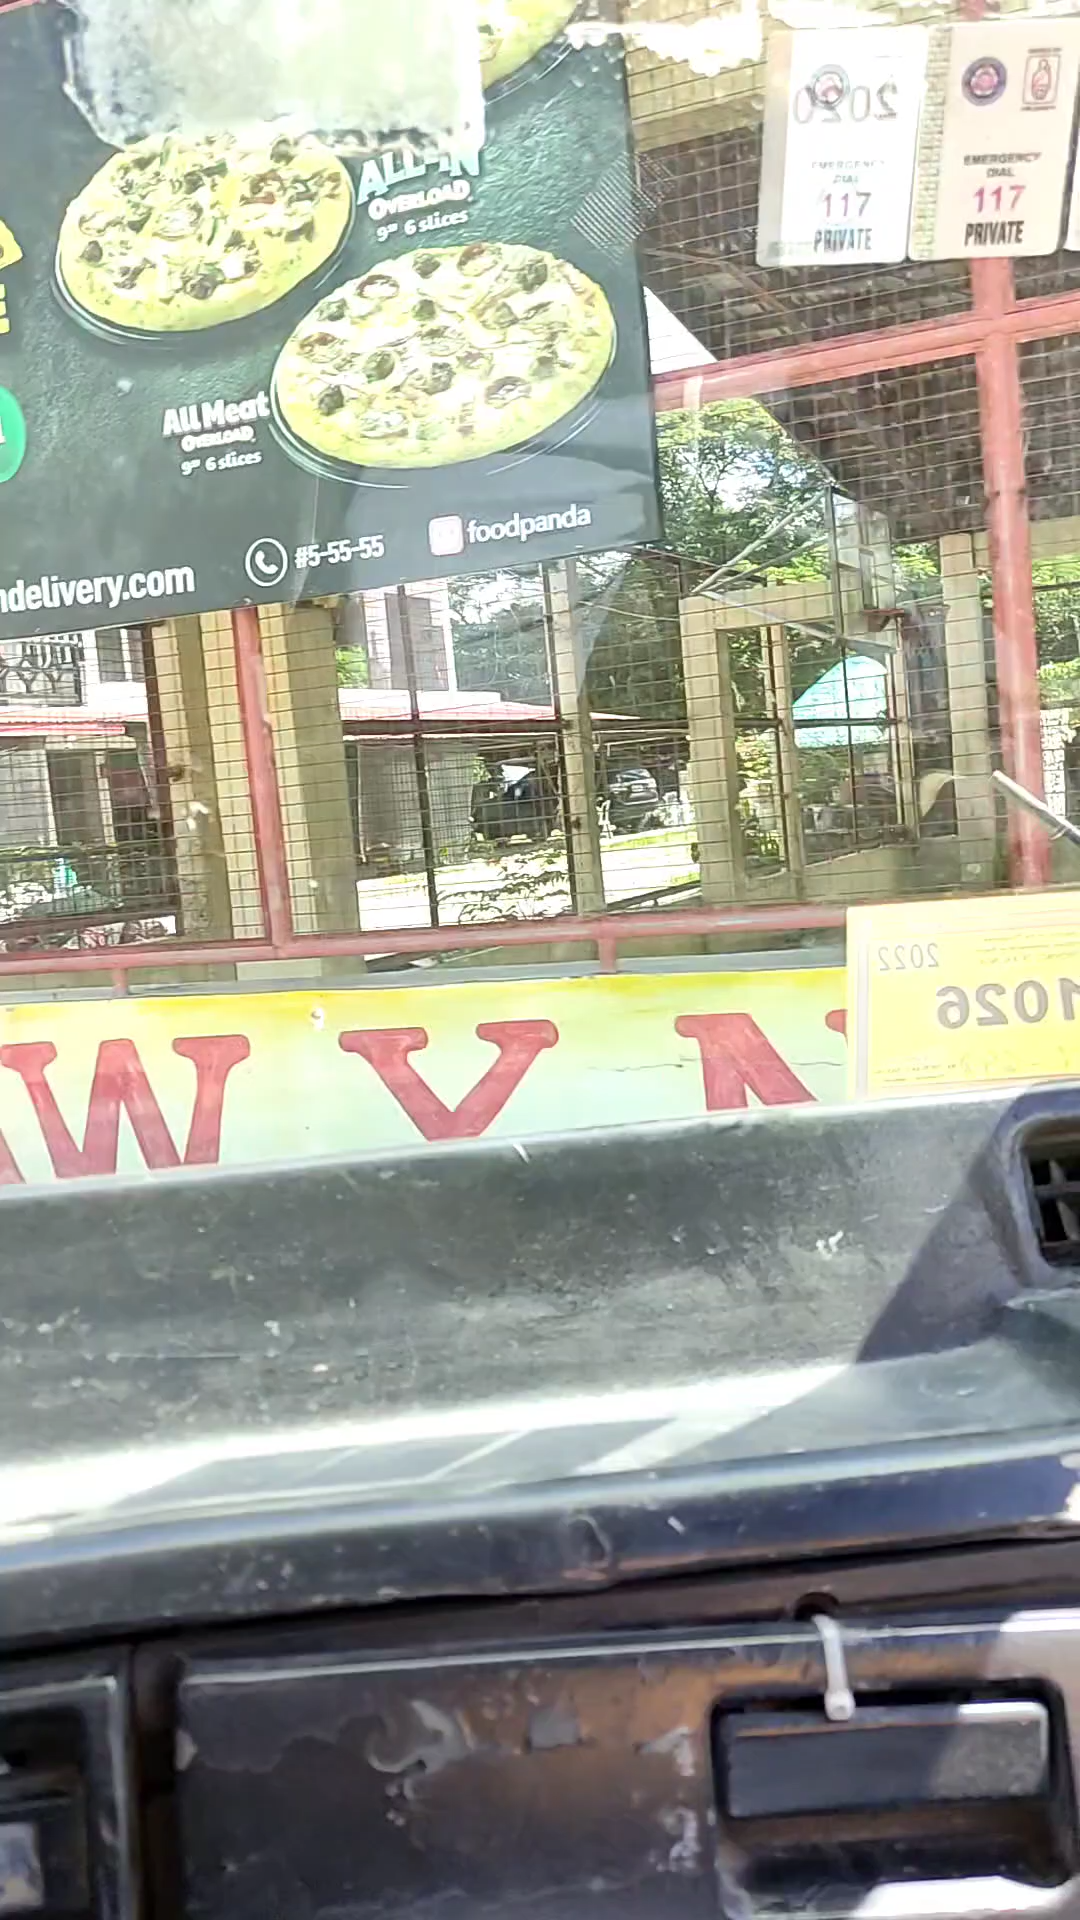 ALL-IN
OVERLOAD
9" 6 slices
All Meat
OVERLOAD
9" 6 slices
ndelivery.com
#5-55-55
foodpanda
2020
EMERGENCY
DIAL
117
PRIVATE
EMERGENCY
DIAL
117
PRIVATE
2022
1026
WYN